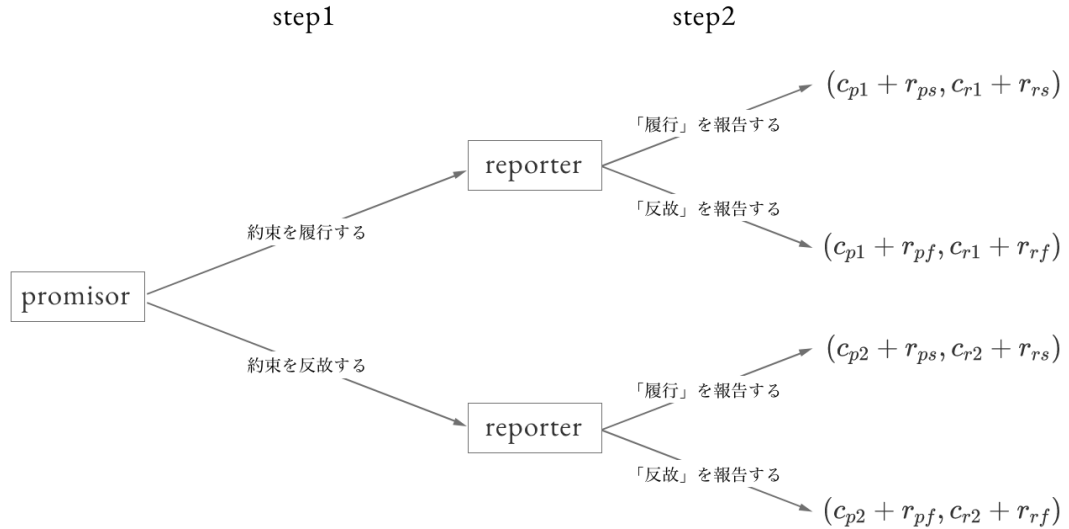 step1 step2
(c_{p1} + r_{ps}, c_{r1} + r_{rs})
「履行」を報告する
reporter
「反故」を報告する
約束を履行する
(c_{p1} + r_{pf}, c_{r1} + r_{rf})
promisor
(c_{p2} + r_{ps}, c_{r2} + r_{rs})
約束を反故する
「履行」を報告する
reporter
「反故」を報告する
(c_{p2} + r_{pf}, c_{r2} + r_{rf})